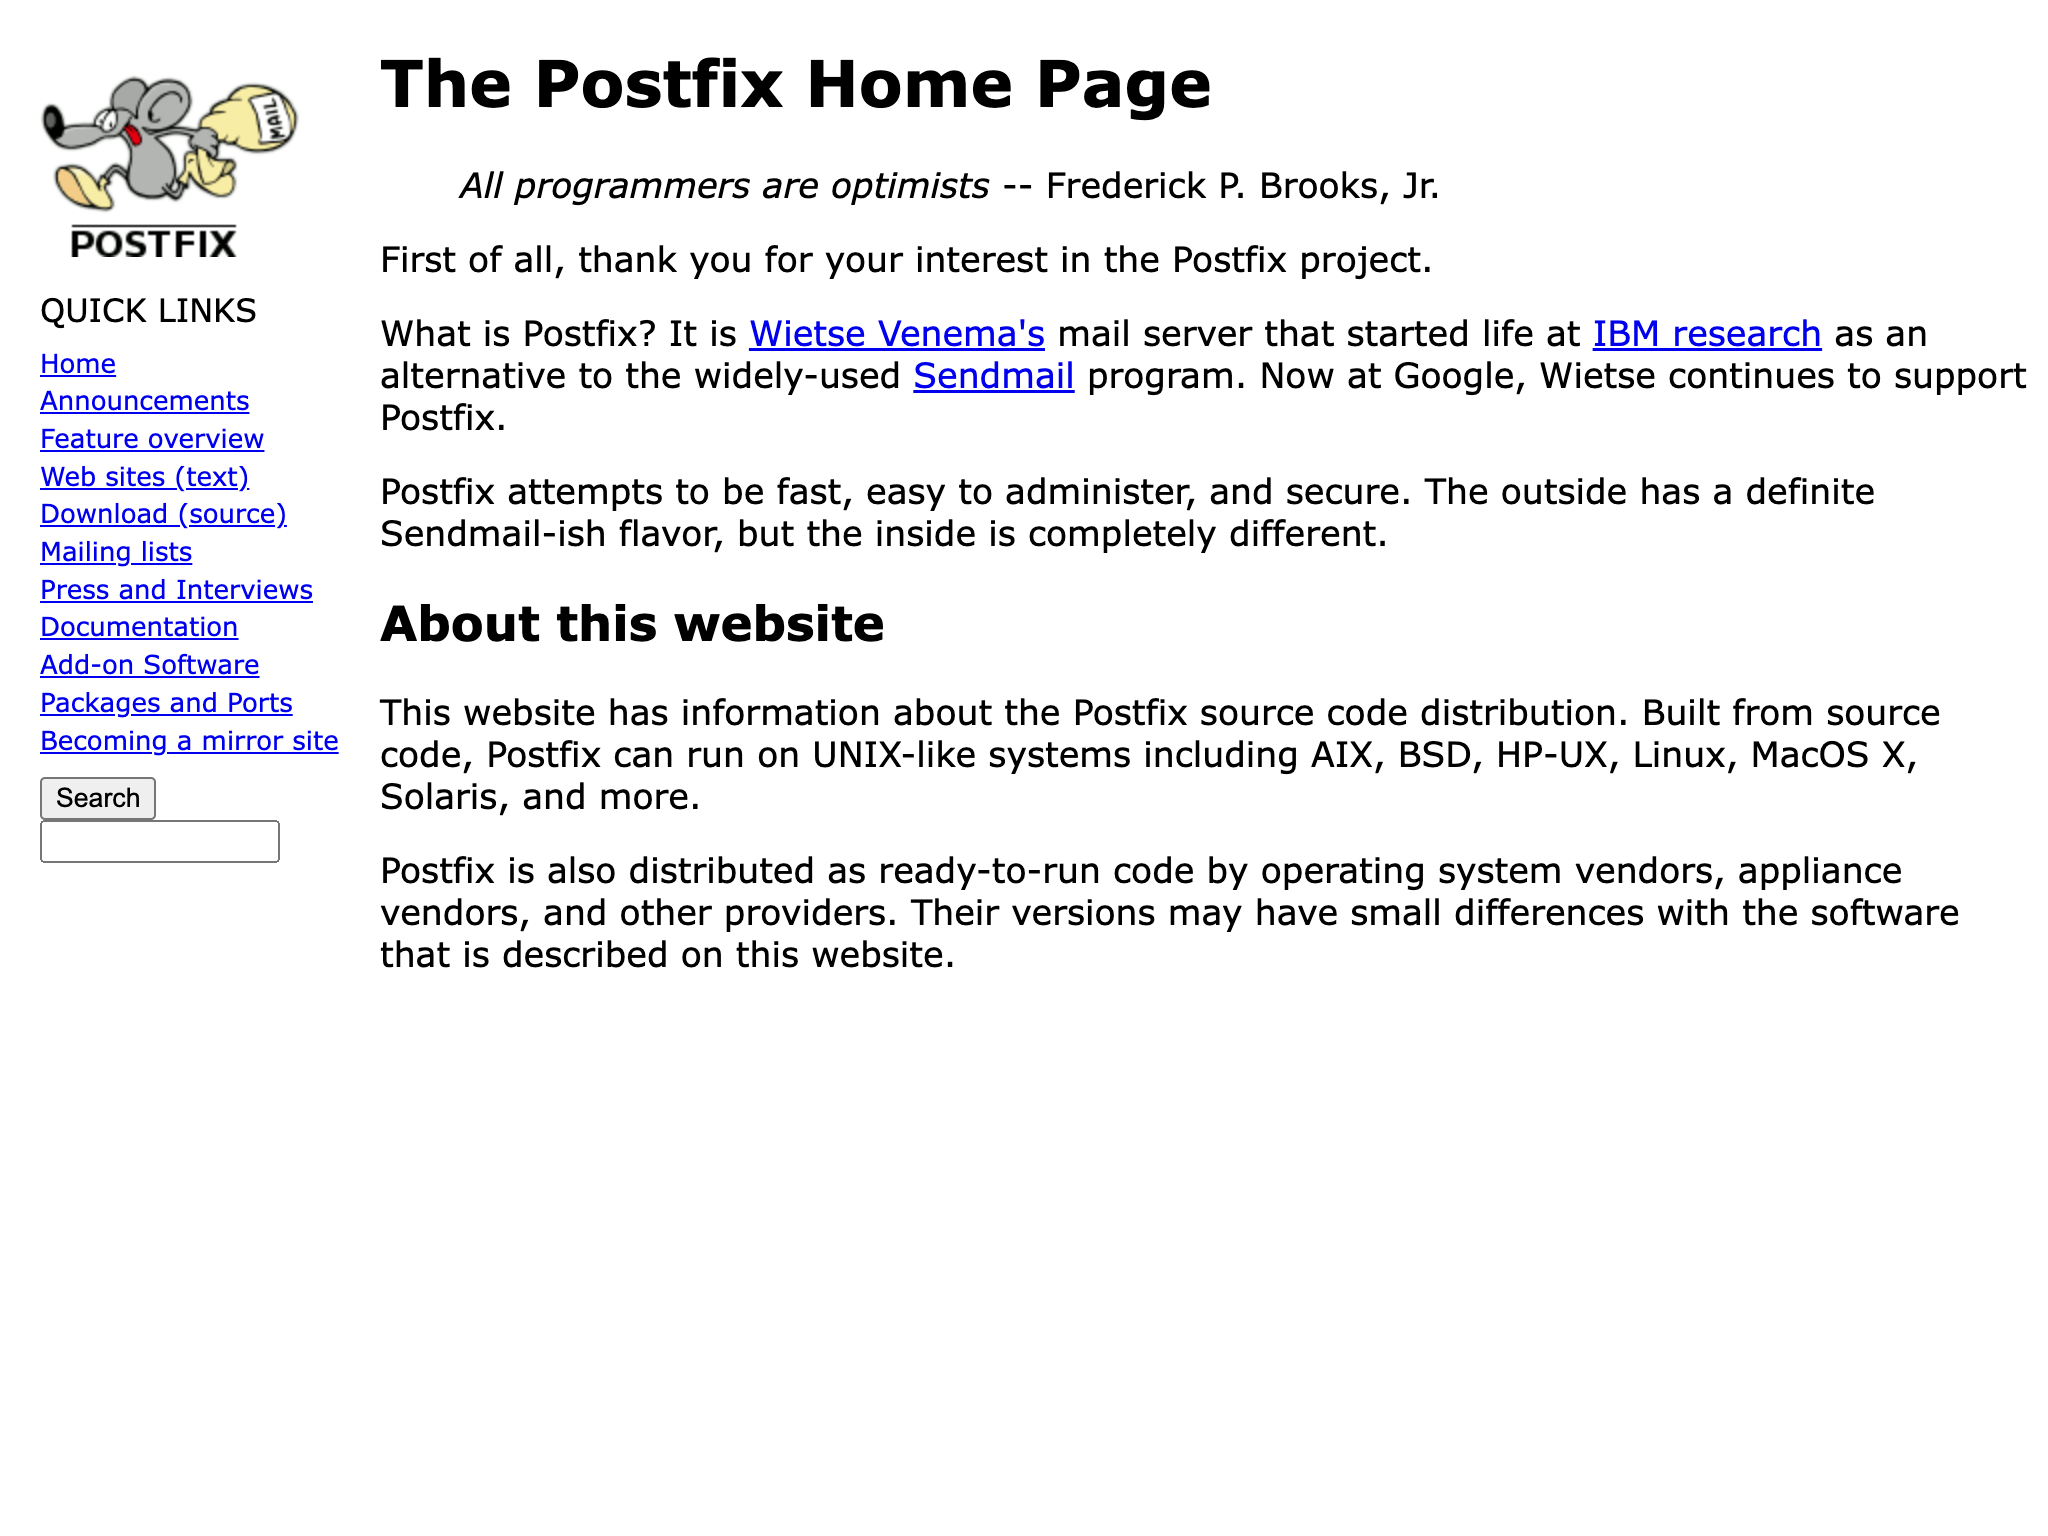 MAIL
POSTFIX
QUICK LINKS
Home
Announcements
Feature overview
Web sites (text)
Download (source)
Mailing lists
Press and Interviews
Documentation
Add-on Software
Packages and Ports
Becoming a mirror site
Search
The Postfix Home Page
All programmers are optimists -- Frederick P. Brooks, Jr.
First of all, thank you for your interest in the Postfix project.
What is Postfix? It is Wietse Venema's mail server that started life at IBM research as an
alternative to the widely-used Sendmail program. Now at Google, Wietse continues to support
Postfix.
Postfix attempts to be fast, easy to administer, and secure. The outside has a definite
Sendmail-ish flavor, but the inside is completely different.
About this website
This website has information about the Postfix source code distribution. Built from source
code, Postfix can run on UNIX-like systems including AIX, BSD, HP-UX, Linux, MacOS X,
Solaris, and more.
Postfix is also distributed as ready-to-run code by operating system vendors, appliance
vendors, and other providers. Their versions may have small differences with the software
that is described on this website.